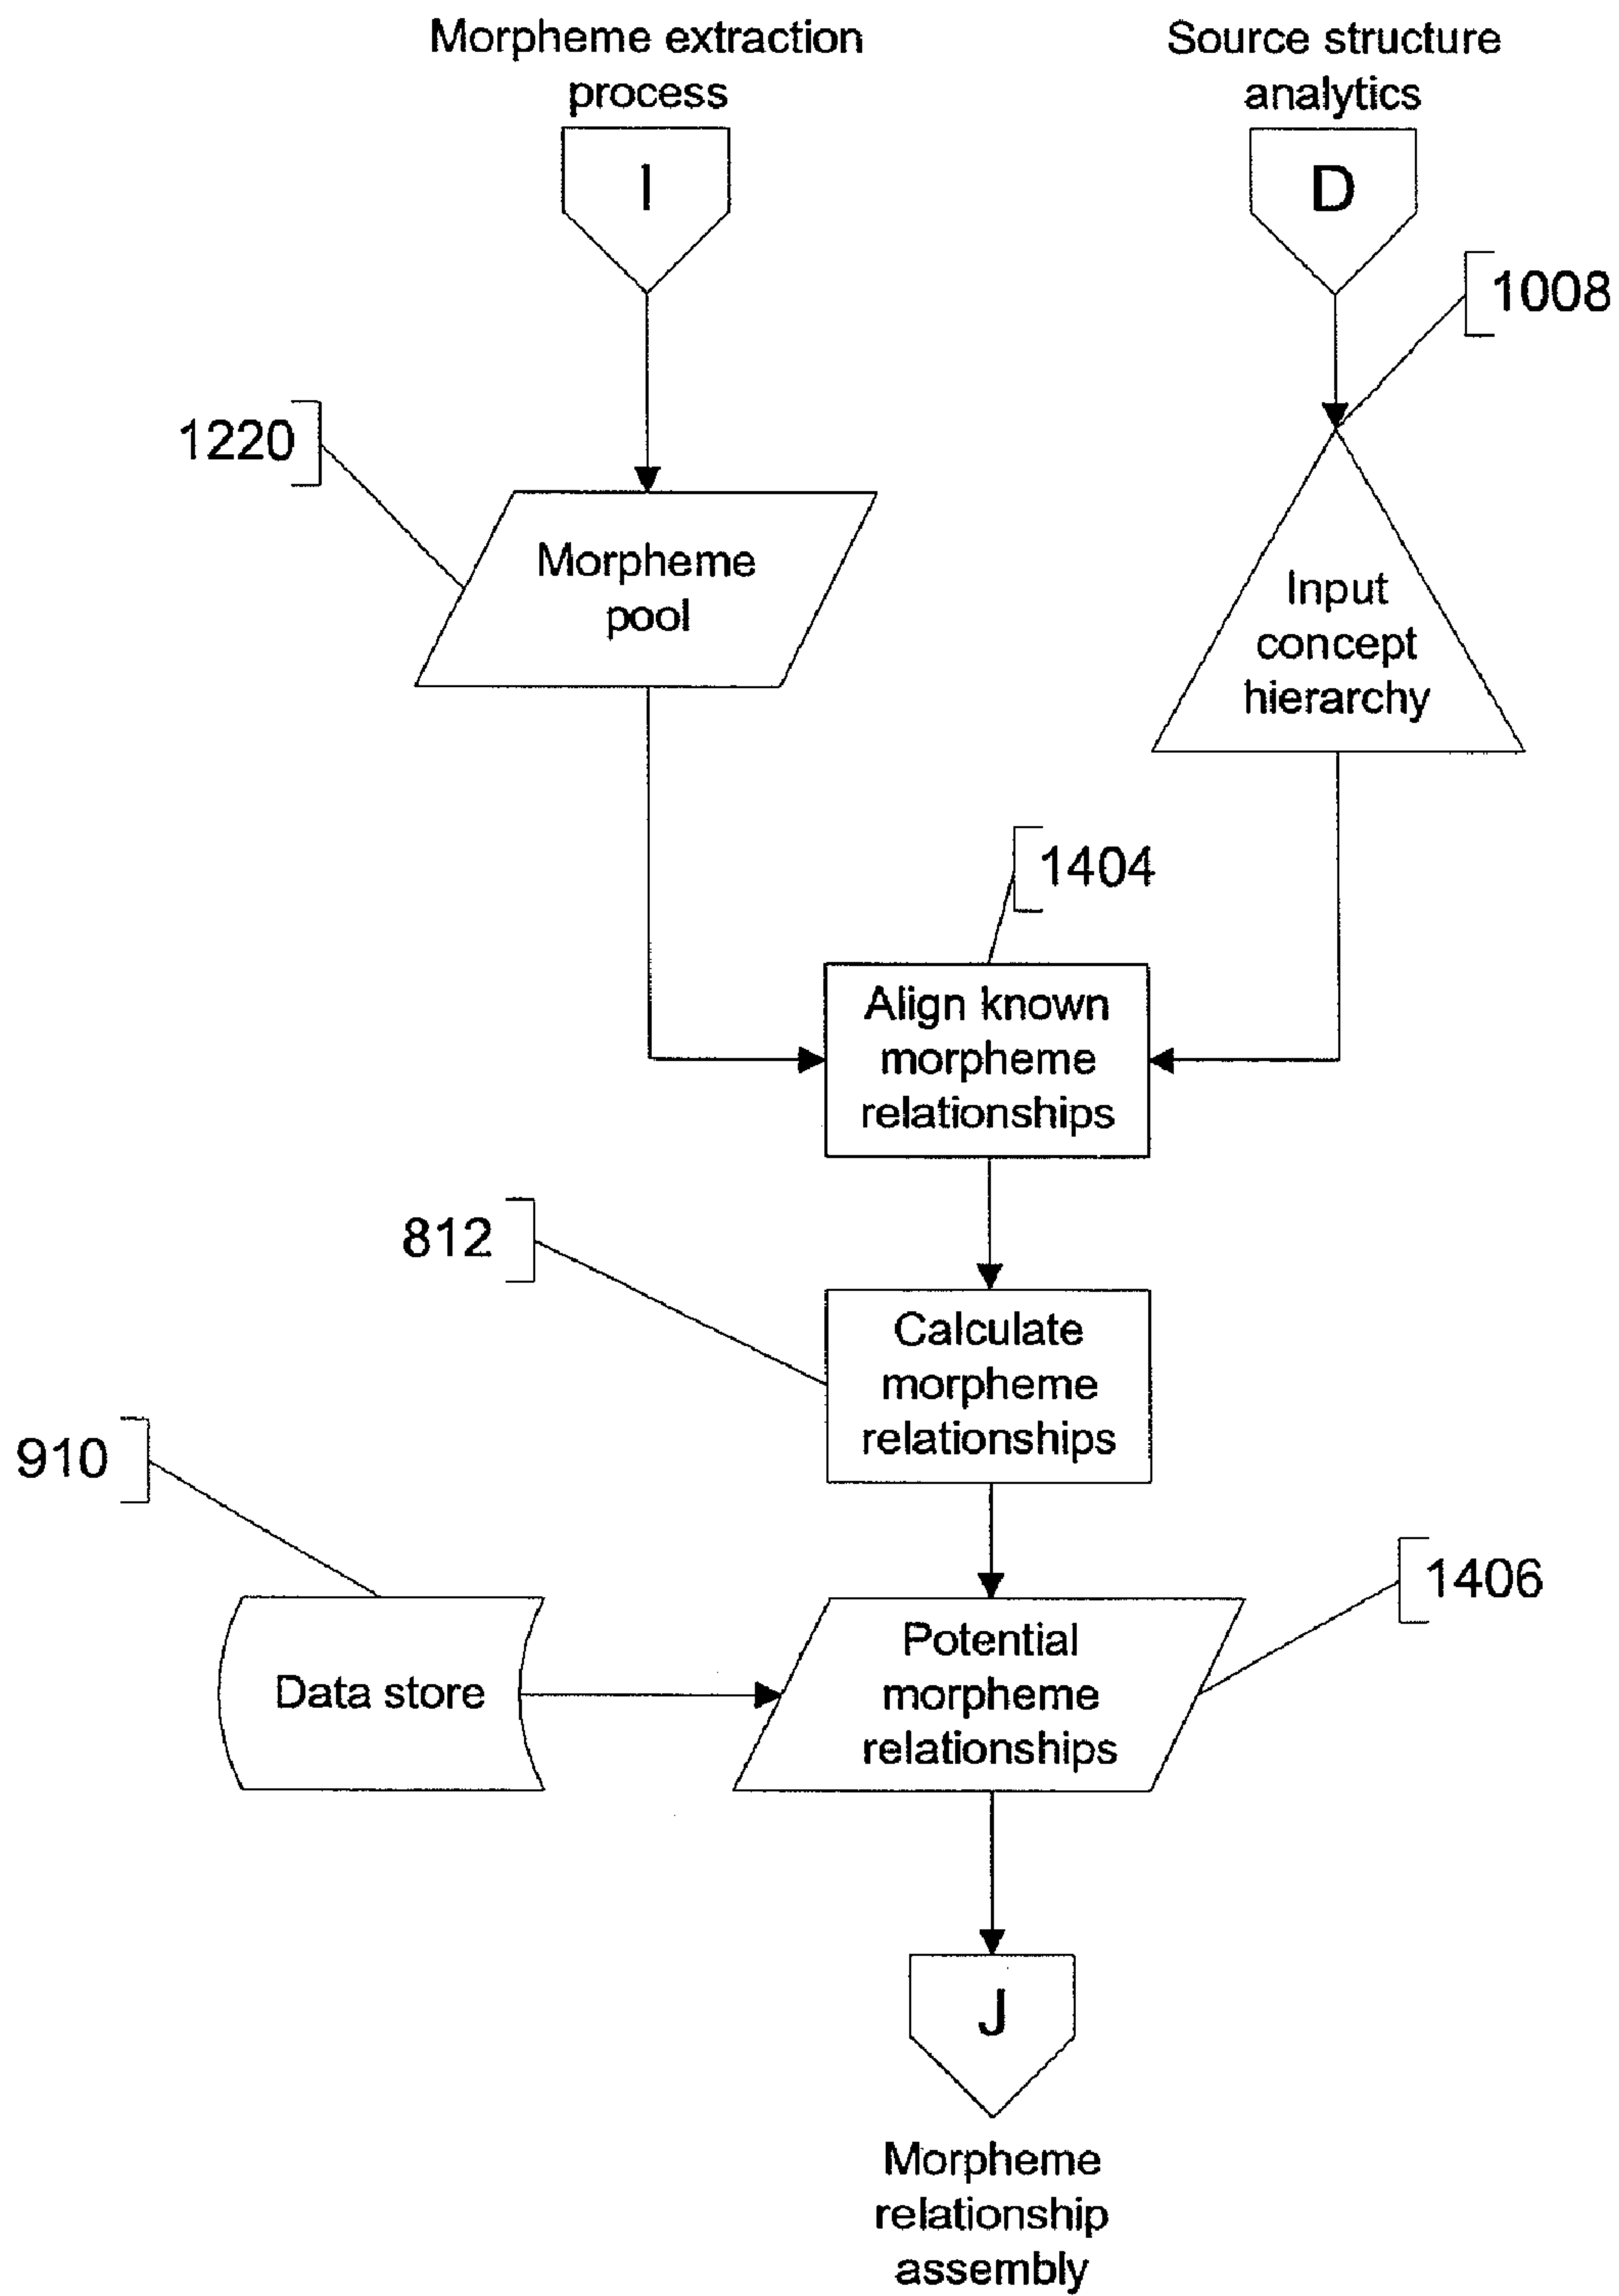 Morpheme extraction
process
Source structure
analytics
I
D
1008
1220
Morpheme
pool
Input
concept
hierarchy
1404
Align known
morpheme
relationships
812
Calculate
morpheme
relationships
910
1406
Data store
Potential
morpheme
relationships
J
Morpheme
relationship
assembly